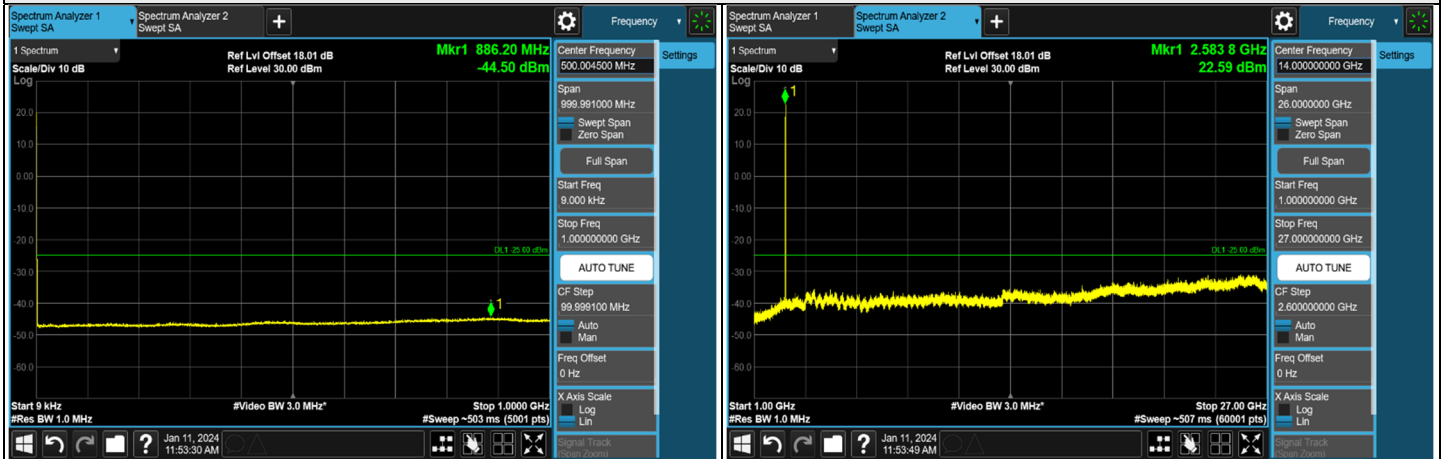 Spectrum Analyzer 1
Swept SA
Spectrum Analyzer 2
Swept SA
Frequency
1 Spectrum
Scale/Div 10 dB
Log
Ref Lvl Offset 18.01 dB
Ref Level 30.00 dBm
Mkr1 886.20 MHz
-44.50 dBm
20.0
10.0
0.00
-10.0
-20.0
-30.0
-40.0
-50.0
-60.0
DL1 -25.00 dBm
1
Start 9 kHz
#Res BW 1.0 MHz
#Video BW 3.0 MHz*
Stop 1.0000 GHz
#Sweep ~503 ms (5001 pts)
Center Frequency
500.004500 MHz
Settings
Span
999.991000 MHz
Swept Span
Zero Span
Full Span
Start Freq
9.000 kHz
Stop Freq
1.000000000 GHz
AUTO TUNE
CF Step
99.999100 MHz
Auto
Man
Freq Offset
0 Hz
X Axis Scale
Log
Lin
Signal Track
(Span Zoom)
?
Jan 11, 2024
11:53:30 AM
Spectrum Analyzer 1
Swept SA
Spectrum Analyzer 2
Swept SA
Frequency
1 Spectrum
Scale/Div 10 dB
Log
Ref Lvl Offset 18.01 dB
Ref Level 30.00 dBm
Mkr1 2.583 8 GHz
22.59 dBm
20.0
10.0
0.00
-10.0
-20.0
-30.0
-40.0
-50.0
-60.0
DL1 -25.00 dBm
1
Start 1.00 GHz
#Res BW 1.0 MHz
#Video BW 3.0 MHz*
Stop 27.00 GHz
#Sweep ~507 ms (60001 pts)
Center Frequency
14.000000000 GHz
Settings
Span
26.0000000 GHz
Swept Span
Zero Span
Full Span
Start Freq
1.000000000 GHz
Stop Freq
27.000000000 GHz
AUTO TUNE
CF Step
2.600000000 GHz
Auto
Man
Freq Offset
0 Hz
X Axis Scale
Log
Lin
Signal Track
(Span Zoom)
?
Jan 11, 2024
11:53:49 AM